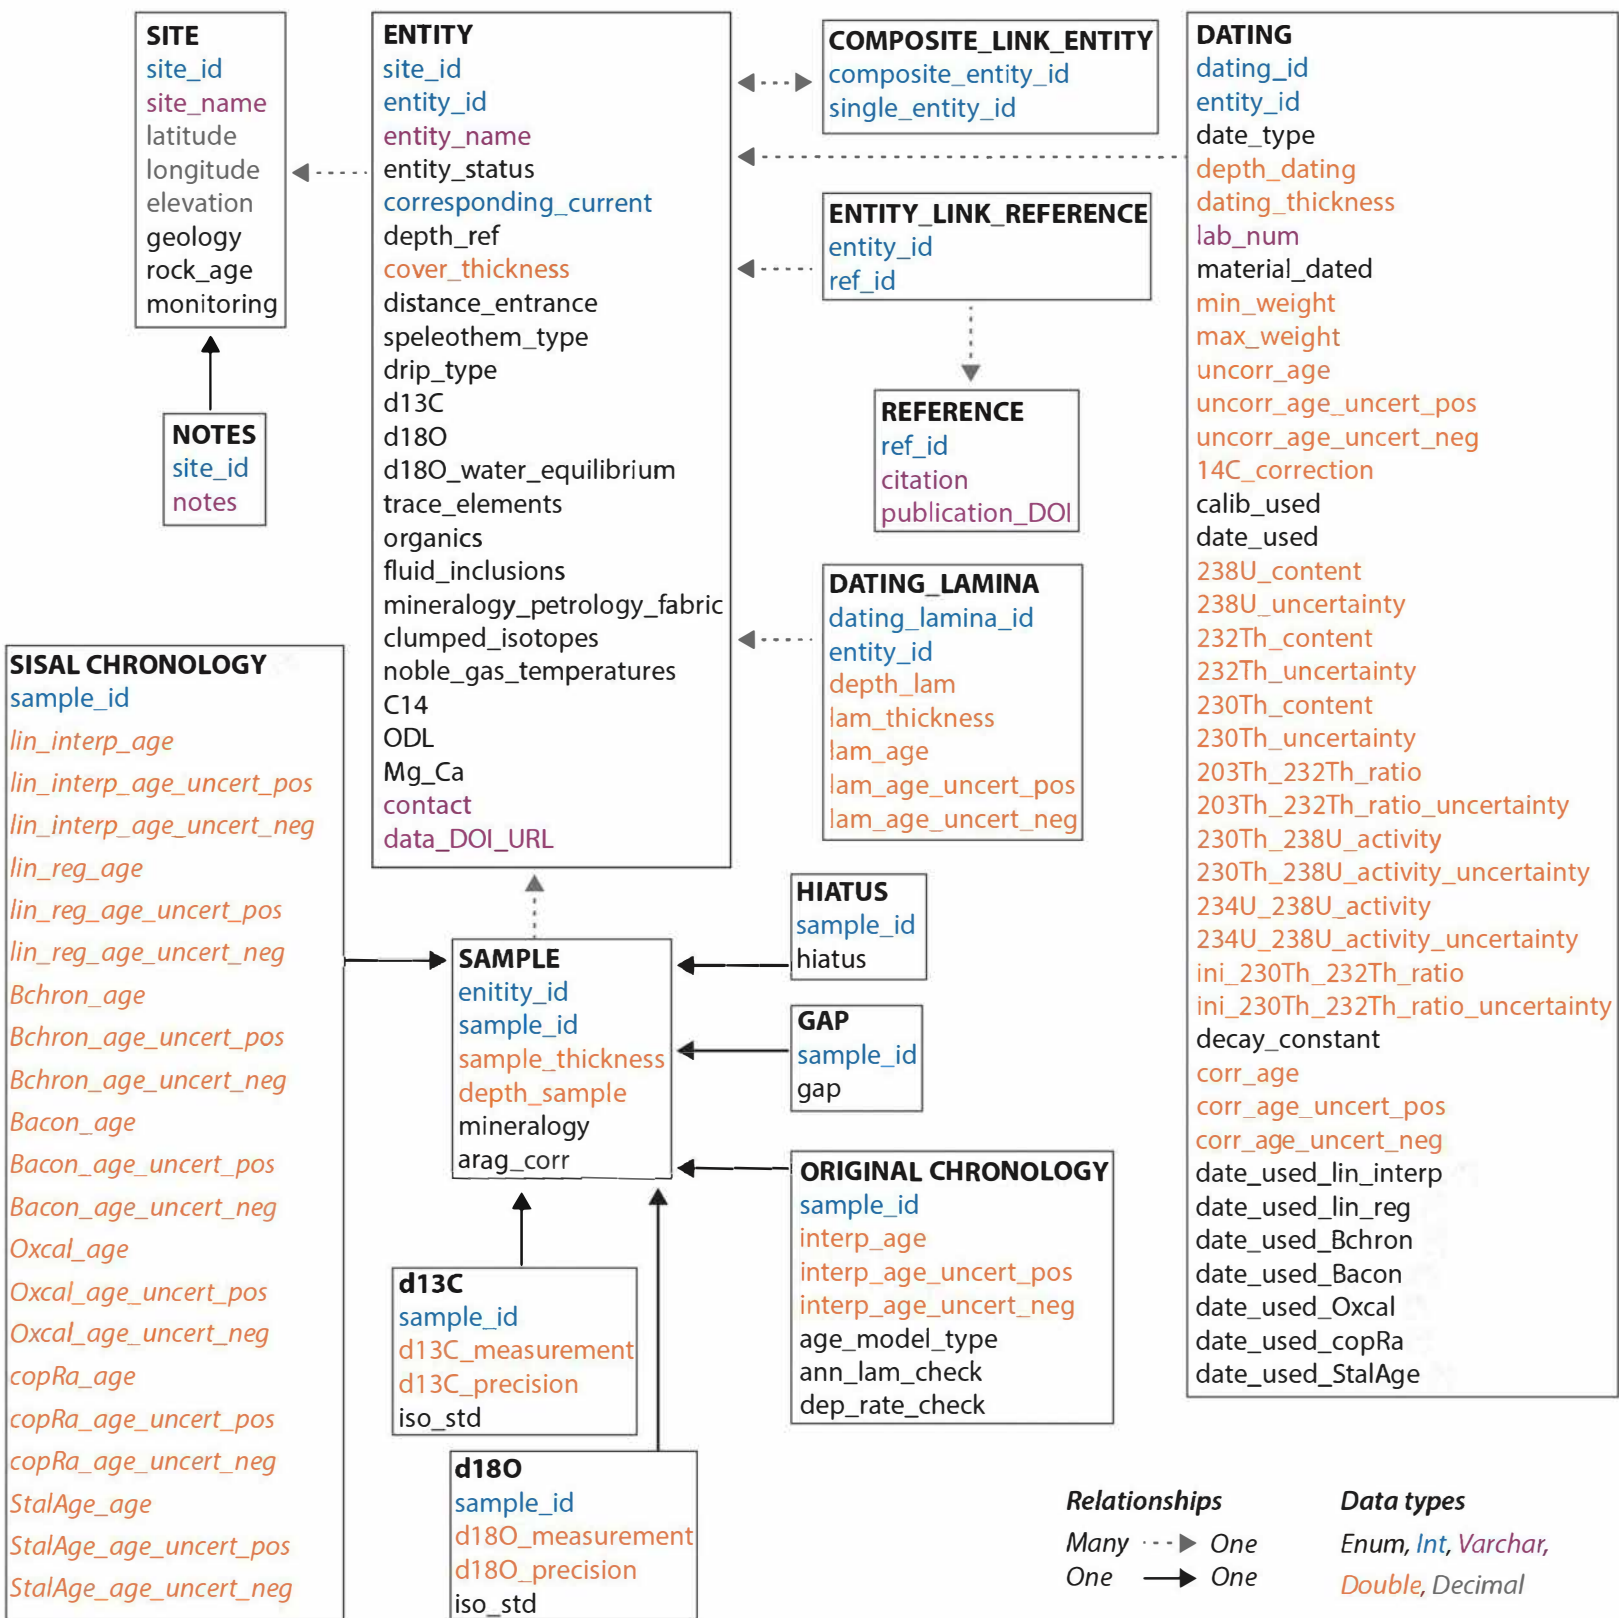 SITE
site_id
site_name
latitude
longitude
elevation
geology
rock_age
monitoring
NOTES
site_id
notes
ENTITY
site_id
entity_id
entity_name
entity_status
corresponding_current
depth_ref
cover_thickness
distance_entrance
speleothem_type
drip_type
d13C
d18O
d18O_water_equilibrium
trace_elements
organics
fluid_inclusions
mineralogy_petrology_fabric
clumped_isotopes
noble_gas_temperatures
C14
ODL
Mg_Ca
contact
data_DOI_URL
COMPOSITE_LINK_ENTITY
composite_entity_id
single_entity_id
ENTITY_LINK_REFERENCE
entity_id
ref_id
REFERENCE
ref_id
citation
publication_DOI
DATING_LAMINA
dating_lamina_id
entity_id
depth_lam
lam_thickness
lam_age
lam_age_uncert_pos
lam_age_uncert_neg
DATING
dating_id
entity_id
date_type
depth_dating
dating_thickness
lab_num
material_dated
min_weight
max_weight
uncorr_age
uncorr_age_uncert_pos
uncorr_age_uncert_neg
14C_correction
calib_used
date_used
238U_content
238U_uncertainty
232Th_content
232Th_uncertainty
230Th_content
230Th_uncertainty
203Th_232Th_ratio
203Th_232Th_ratio_uncertainty
230Th_238U_activity
230Th_238U_activity_uncertainty
234U_238U_activity
234U_238U_activity_uncertainty
ini_230Th_232Th_ratio
ini_230Th_232Th_ratio_uncertainty
decay_constant
corr_age
corr_age_uncert_pos
corr_age_uncert_neg
date_used_lin_interp
date_used_lin_reg
date_used_Bchron
date_used_Bacon
date_used_Oxcal
date_used_copRa
date_used_StalAge
SISAL CHRONOLOGY
sample_id
lin_interp_age
lin_interp_age_uncert_pos
lin_interp_age_uncert_neg
lin_reg_age
lin_reg_age_uncert_pos
lin_reg_age_uncert_neg
Bchron_age
Bchron_age_uncert_pos
Bchron_age_uncert_neg
Bacon_age
Bacon_age_uncert_pos
Bacon_age_uncert_neg
Oxcal_age
Oxcal_age_uncert_pos
Oxcal_age_uncert_neg
copRa_age
copRa_age_uncert_pos
copRa_age_uncert_neg
StalAge_age
StalAge_age_uncert_pos
StalAge_age_uncert_neg
SAMPLE
enitity_id
sample_id
sample_thickness
depth_sample
mineralogy
arag_corr
HIATUS
sample_id
hiatus
GAP
sample_id
gap
ORIGINAL CHRONOLOGY
sample_id
interp_age
interp_age_uncert_pos
interp_age_uncert_neg
age_model_type
ann_lam_check
dep_rate_check
d13C
sample_id
d13C_measurement
d13C_precision
iso_std
d18O
sample_id
d18O_measurement
d18O_precision
iso_std
Relationships
Many One
One One
Data types
Enum, Int, Varchar,
Double, Decimal